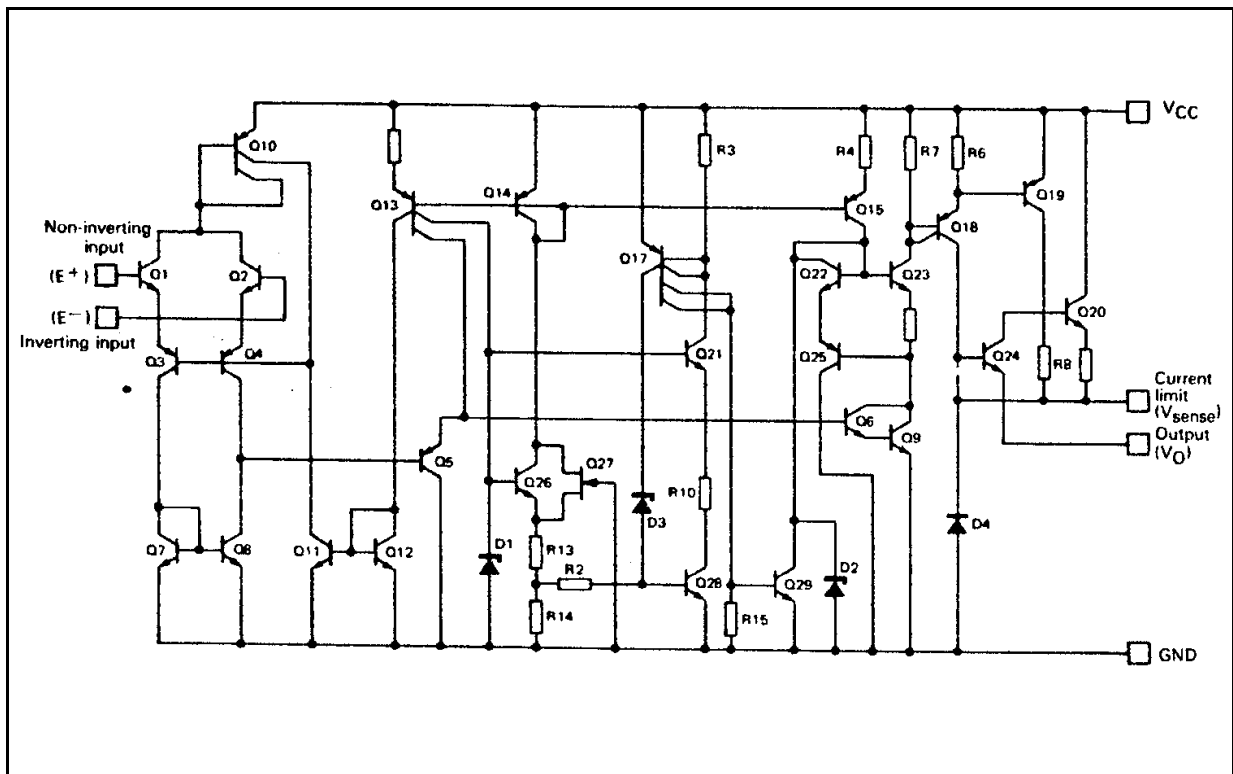 VCC
Q10
R3
R4
R7
R6
Q14
Q13
Q15
Q19
Non-inverting
input
(E+)
Q1
Q2
Q17
Q22
Q23
Q18
(E−)
Inverting input
Q3
Q4
Q21
Q25
Q24
R8
Q20
Current
limit
(Vsense)
Output
(VO)
Q5
Q6
Q9
Q26
Q27
R10
D3
D4
Q7
Q8
Q11
Q12
D1
R13
R2
R14
Q28
R15
Q29
D2
GND